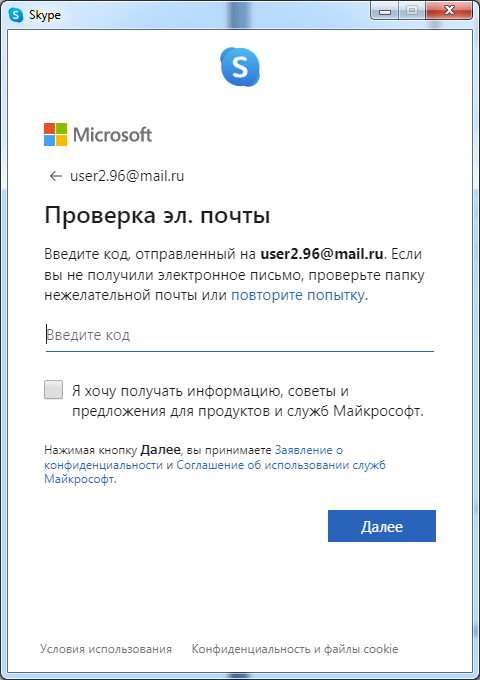 Skype
S
Microsoft
← user2.96@mail.ru
Проверка эл. почты
Введите код, отправленный на user2.96@mail.ru. Если
вы не получили электронное письмо, проверьте папку
нежелательной почты или повторите попытку.
Введите код
Я хочу получать информацию, советы и
предложения для продуктов и служб Майкрософт.
Нажимая кнопку Далее, вы принимаете Заявление о
конфиденциальности и Соглашение об использовании служб
Майкрософт.
Далее
Условия использования Конфиденциальность и файлы cookie